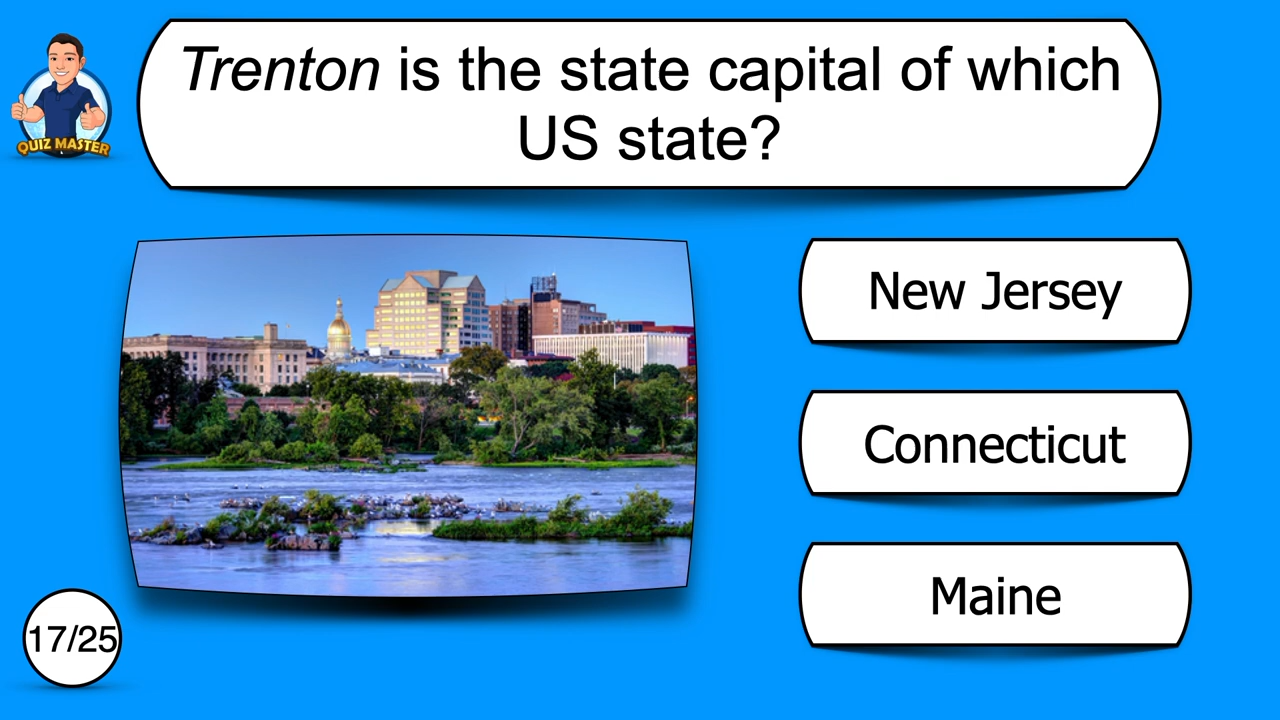 Trenton is the state capital of which
US state?
QUIZ MASTER
New Jersey
Connecticut
Maine
17/25